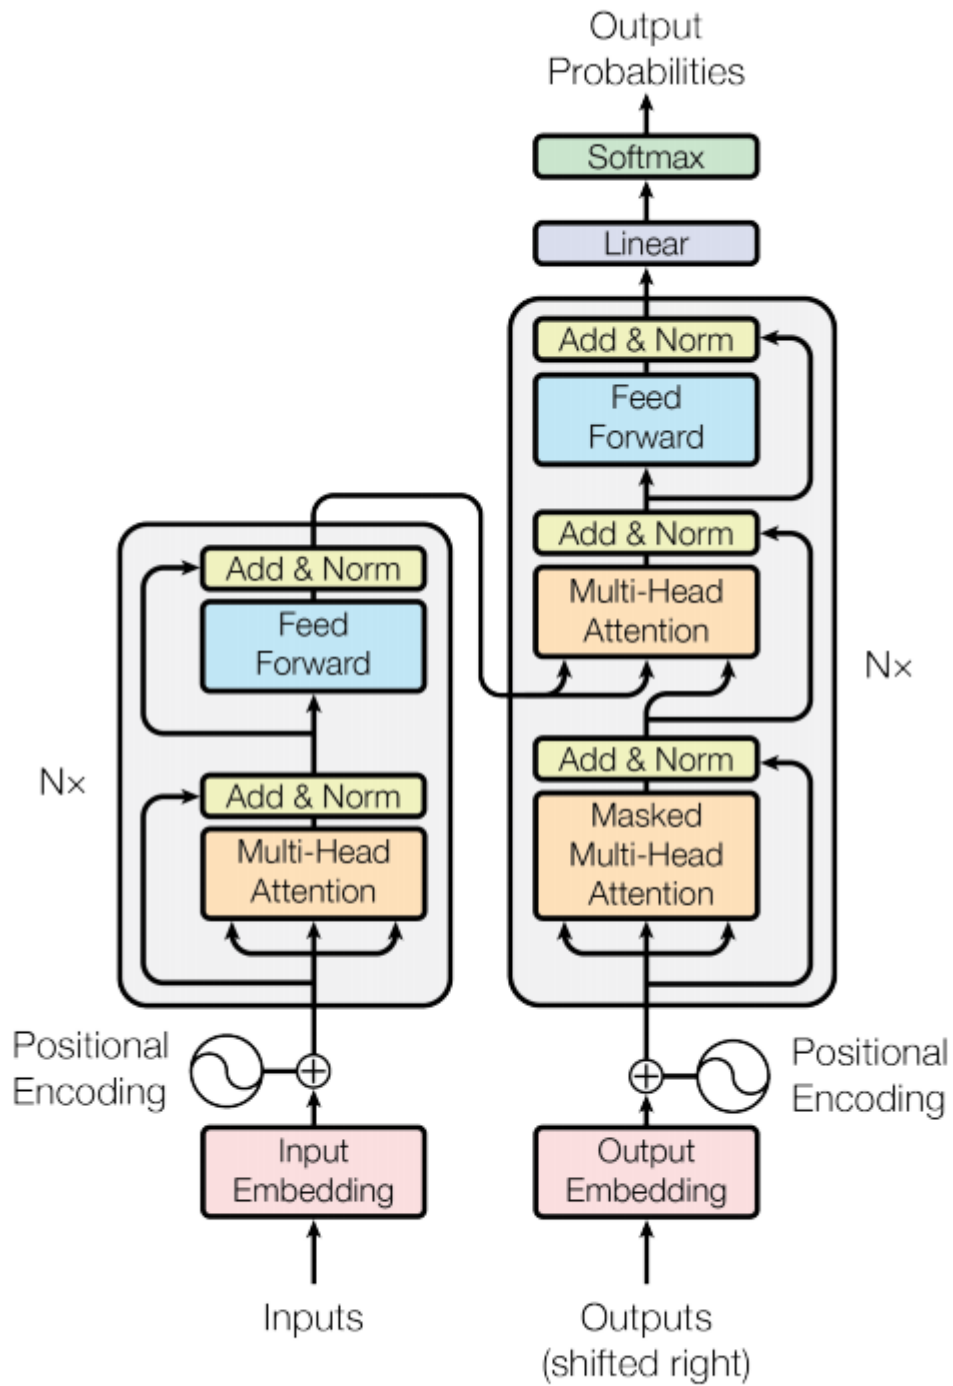 Output
Probabilities
Softmax
Linear
Add & Norm
Feed
Forward
Add & Norm
Multi-Head
Attention
Nx
Add & Norm
Masked
Multi-Head
Attention
Add & Norm
Feed
Forward
Nx
Add & Norm
Multi-Head
Attention
Positional
Encoding
Positional
Encoding
Input
Embedding
Output
Embedding
Inputs
Outputs
(shifted right)